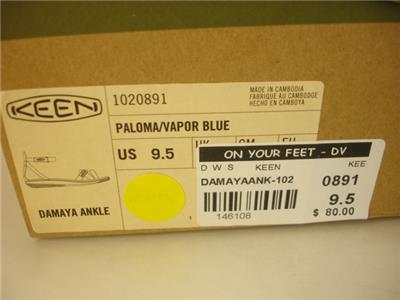 KEEN
1020891
MADE IN CAMBODIA
FABRIQUE AU CAMBODGE
HECHO EN CAMBOYA
PALOMA/VAPOR BLUE
US 9.5
DAMAYA ANKLE
ON YOUR FEET - DV
D W S KEEN KEE
DAMAYAANK-102 0891
9.5
146108
$ 80.00